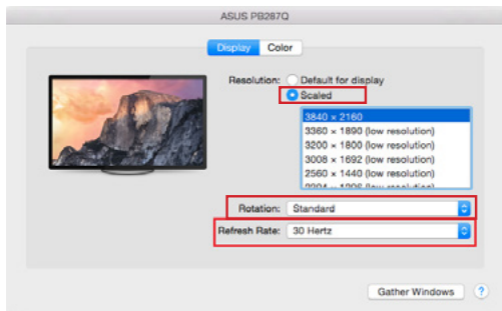 ASUS PB287Q
Display Color
Resolution: Default for display
Scaled
3840 × 2160
3360 × 1890 (low resolution)
3200 × 1800 (low resolution)
3008 × 1692 (low resolution)
2560 × 1440 (low resolution)
Rotation: Standard
Refresh Rate: 30 Hertz
Gather Windows ?